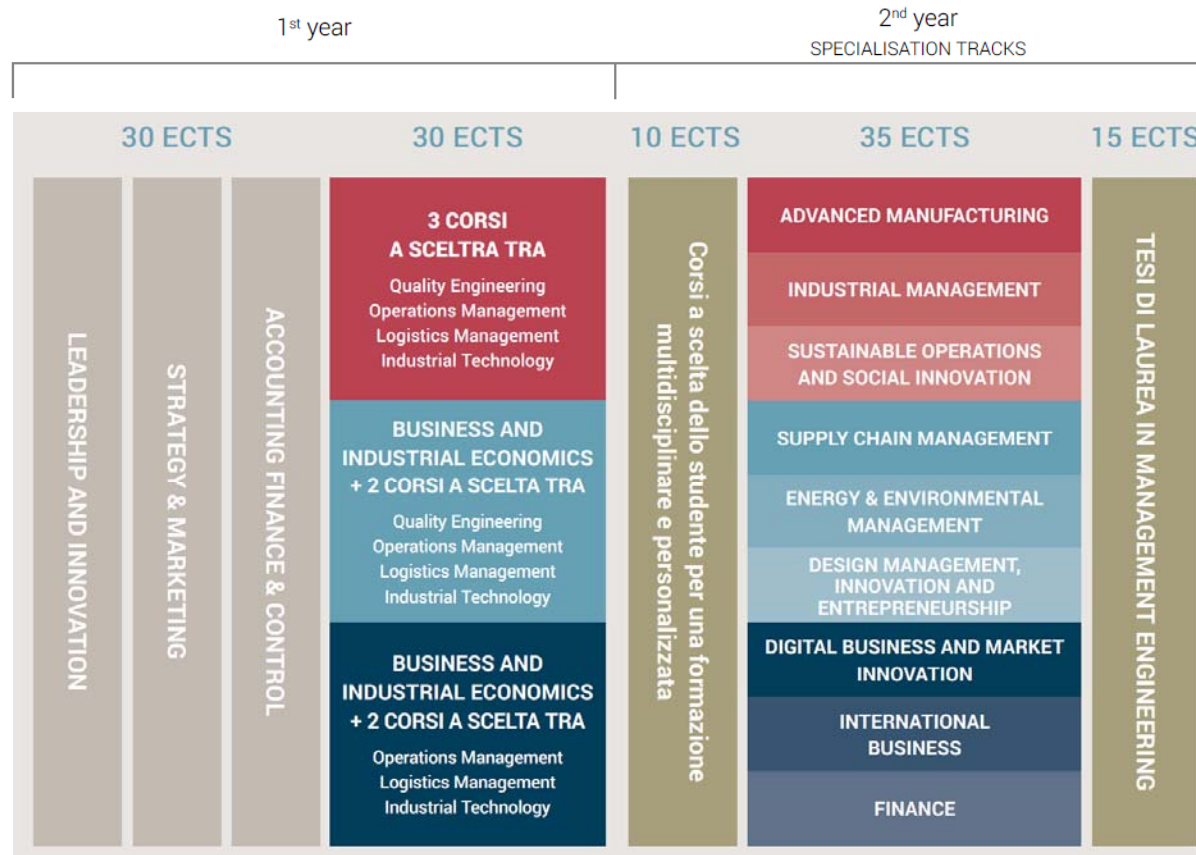 1st year
2nd year
SPECIALISATION TRACKS
30 ECTS
30 ECTS
10 ECTS
35 ECTS
15 ECTS
LEADERSHIP AND INNOVATION
STRATEGY & MARKETING
ACCOUNTING FINANCE & CONTROL
3 CORSI
A SCELTRA TRA
Quality Engineering
Operations Management
Logistics Management
Industrial Technology
BUSINESS AND
INDUSTRIAL ECONOMICS
+ 2 CORSI A SCELTA TRA
Quality Engineering
Operations Management
Logistics Management
Industrial Technology
BUSINESS AND
INDUSTRIAL ECONOMICS
+ 2 CORSI A SCELTA TRA
Operations Management
Logistics Management
Industrial Technology
Corsi a scelta dello studente per una formazione
multidisciplinare e personalizzata
ADVANCED MANUFACTURING
INDUSTRIAL MANAGEMENT
SUSTAINABLE OPERATIONS
AND SOCIAL INNOVATION
SUPPLY CHAIN MANAGEMENT
ENERGY & ENVIRONMENTAL
MANAGEMENT
DESIGN MANAGEMENT,
INNOVATION AND
ENTREPRENEURSHIP
DIGITAL BUSINESS AND MARKET
INNOVATION
INTERNATIONAL
BUSINESS
FINANCE
TESI DI LAUREA IN MANAGEMENT ENGINEERING